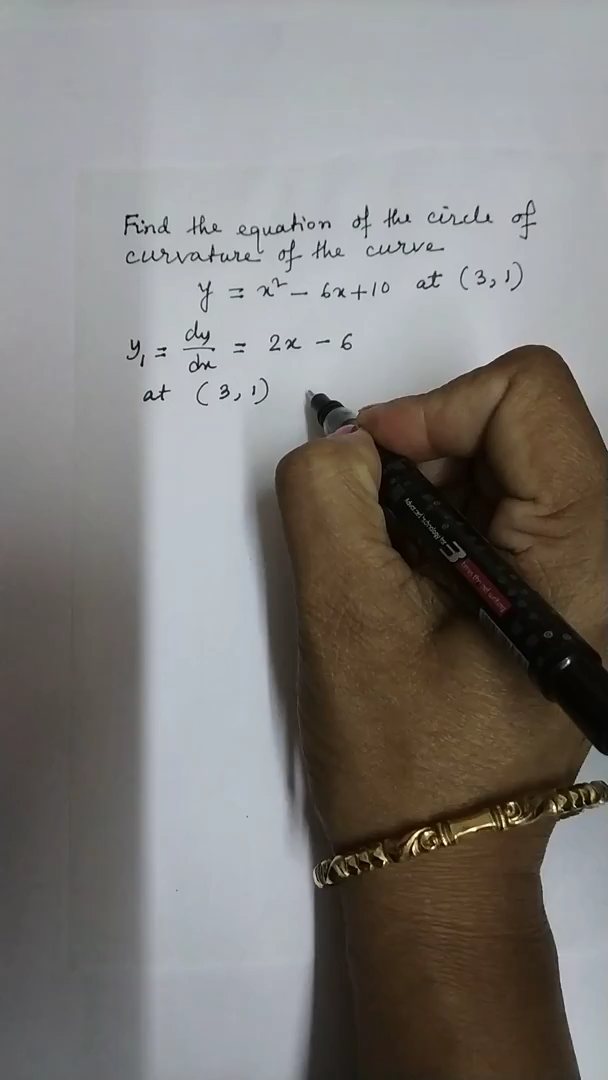 Find the equation of the circle of
curvature of the curve
y = x² - 6x+10 at (3,1)
y₁ = dy/dx = 2x - 6
at (3,1)